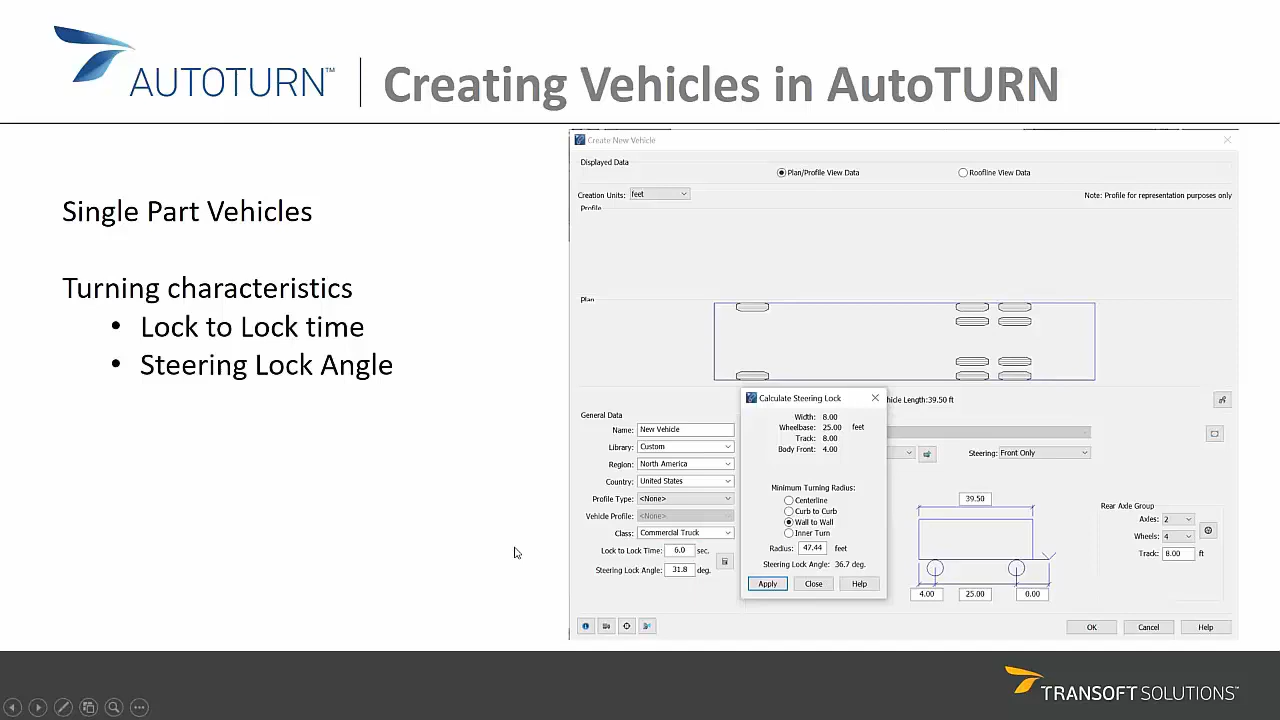 AUTOTURN™
Creating Vehicles in AutoTURN
Single Part Vehicles
Turning characteristics
• Lock to Lock time
• Steering Lock Angle
Create New Vehicle
Displayed Data
Plan/Profile View Data
Roofline View Data
Creation Units: feet
Note: Profile for representation purposes only
Profile
Plan
hicle Length:39.50 ft
General Data
Name: New Vehicle
Library: Custom
Region: North America
Country: United States
Profile Type: <None>
Vehicle Profile: <None>
Class: Commercial Truck
Lock to Lock Time: 6.0 sec.
Steering Lock Angle: 31.8 deg.
Calculate Steering Lock
Width: 8.00
Wheelbase: 25.00 feet
Track: 8.00
Body Front: 4.00
Minimum Turning Radius:
Centerline
Curb to Curb
Wall to Wall
Inner Turn
Radius: 47.44 feet
Steering Lock Angle: 36.7 deg.
Apply Close Help
Steering: Front Only
39.50
4.00 25.00 0.00
Rear Axle Group
Axles: 2
Wheels: 4
Track: 8.00 ft
OK Cancel Help
TRANSOFT SOLUTIONS™